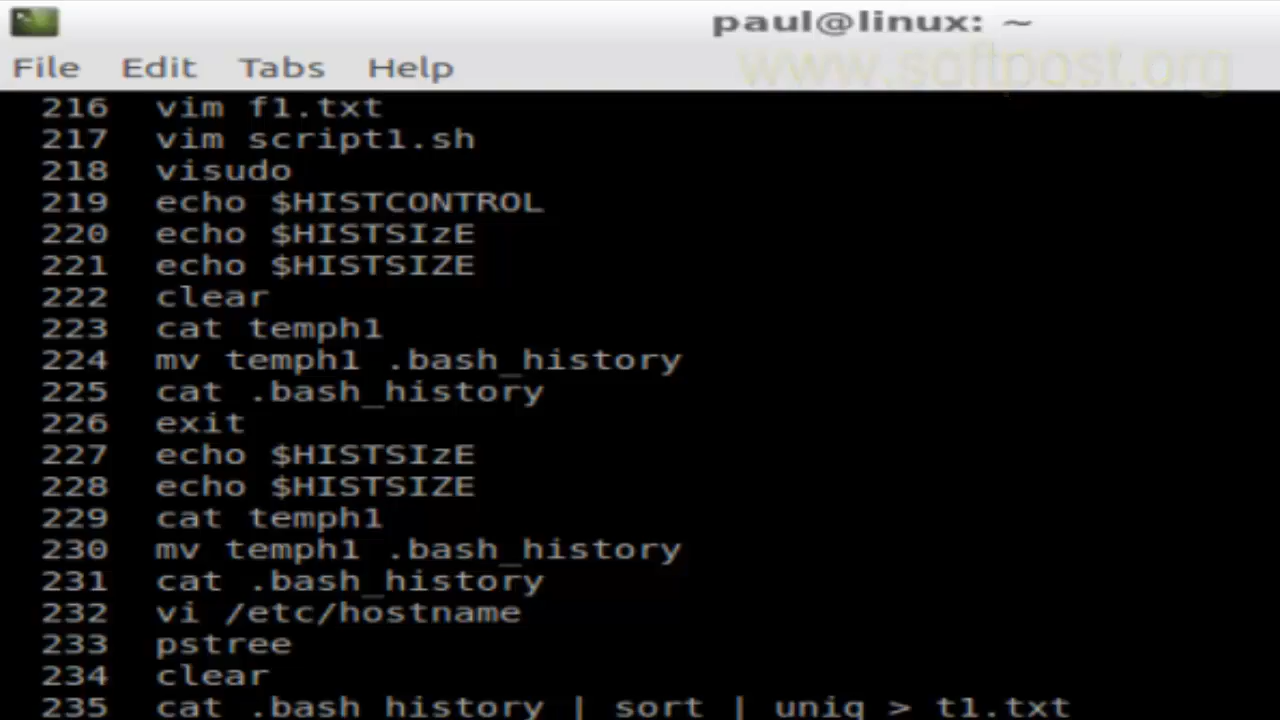 paul@linux: ~
File Edit Tabs Help
www.softpost.org
216 vim f1.txt
217 vim script1.sh
218 visudo
219 echo $HISTCONTROL
220 echo $HISTSIzE
221 echo $HISTSIZE
222 clear
223 cat temph1
224 mv temph1 .bash_history
225 cat .bash_history
226 exit
227 echo $HISTSIzE
228 echo $HISTSIZE
229 cat temph1
230 mv temph1 .bash_history
231 cat .bash_history
232 vi /etc/hostname
233 pstree
234 clear
235 cat .bash_history | sort | uniq > t1.txt